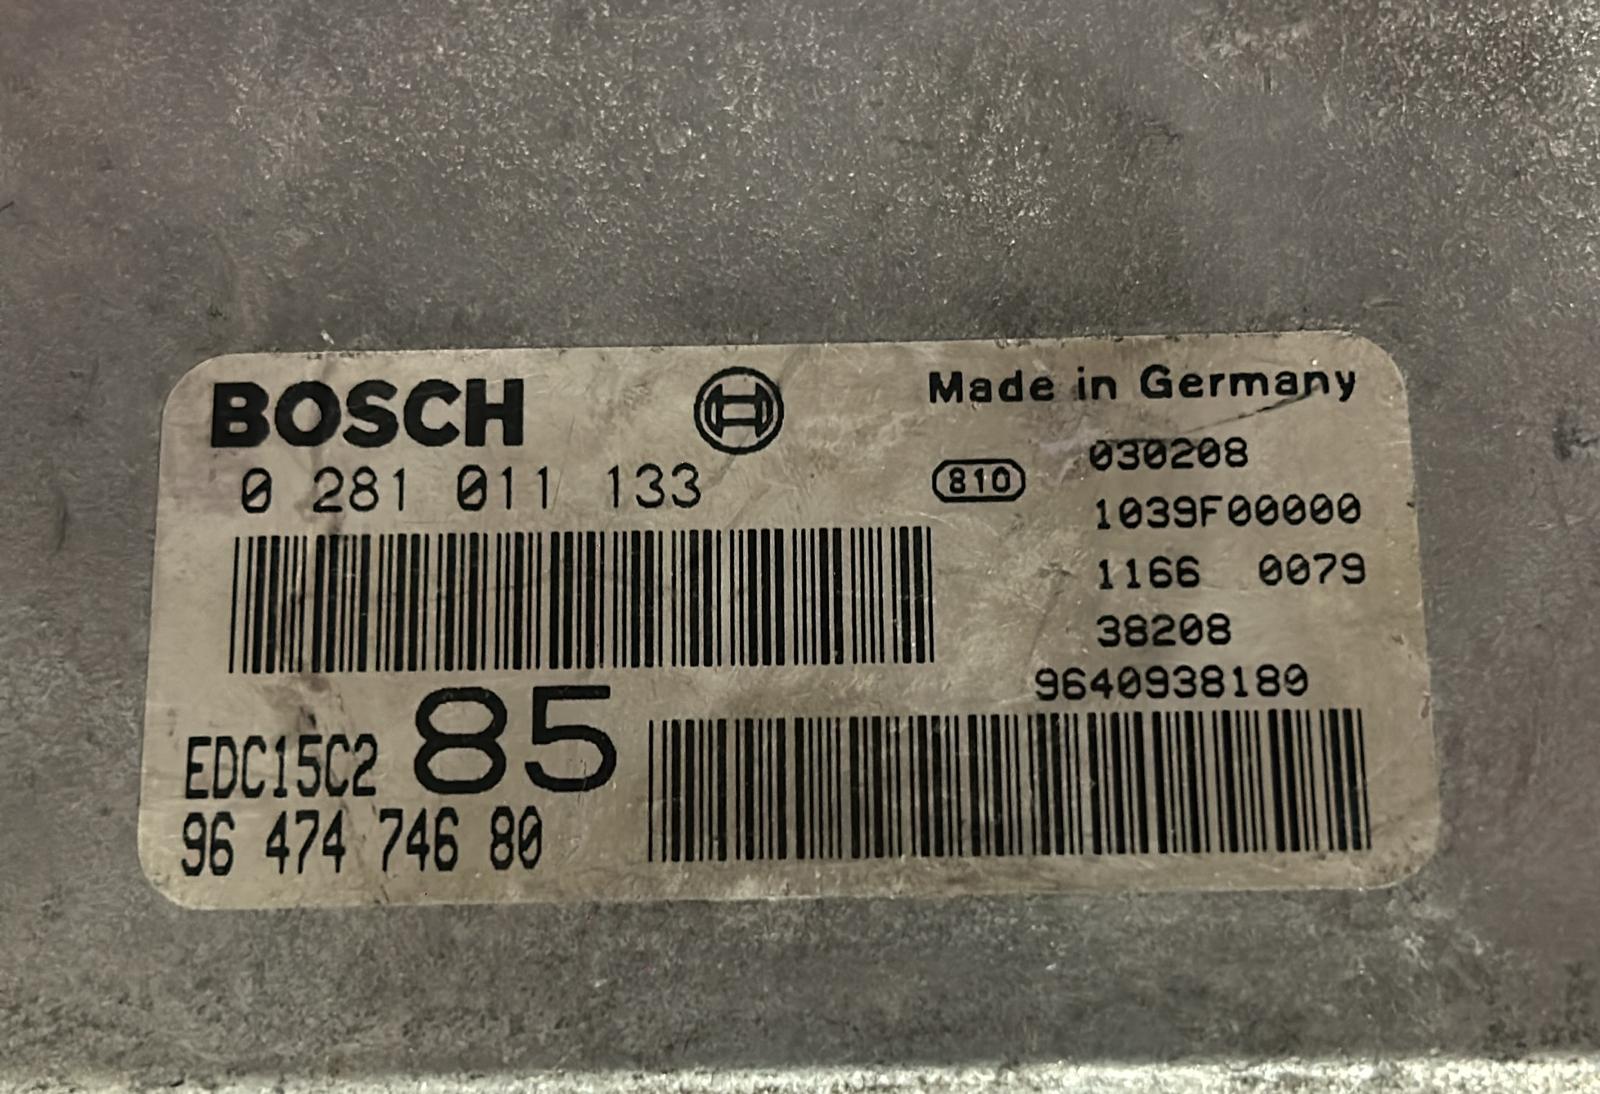 BOSCH
Made in Germany
0 281 011 133
810
030208
1039F00000
1166 0079
38208
9640938180
EDC15C2 85
96 474 746 80